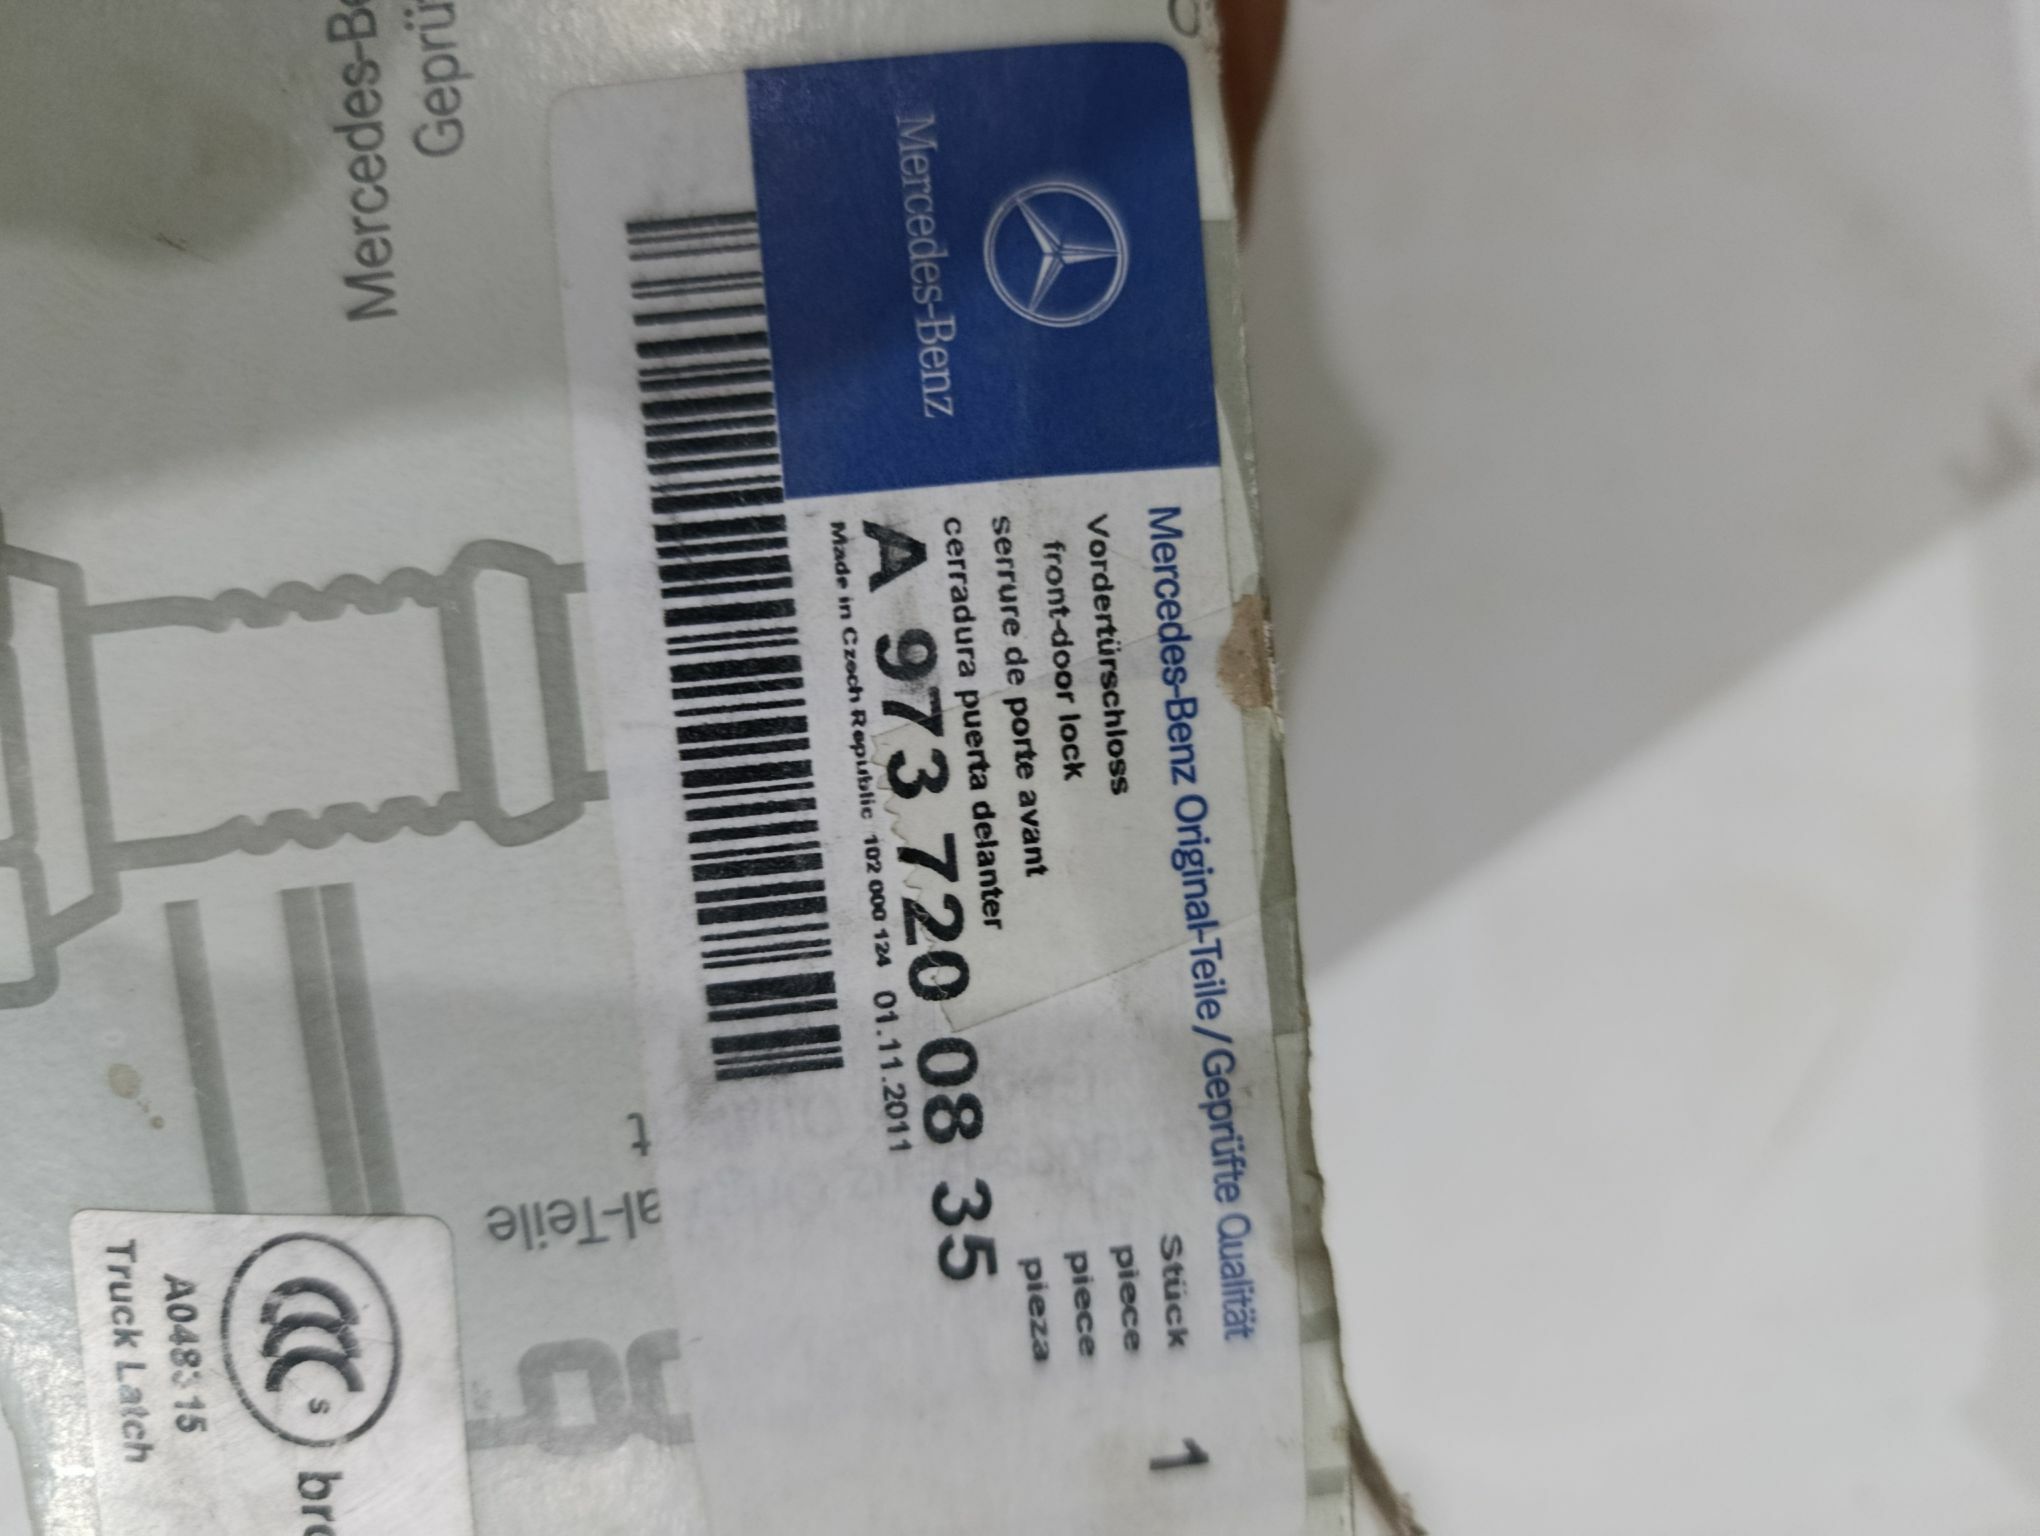 Mercedes-Benz
Mercedes-Benz Original-Teile/Geprüfte Qualität
Vordertürschloss
front-door lock
serrure de porte avant
cerradura puerta delanter
Stück 1
piece
piece
pieza
A 973 720 08 35
Made in Czech Republic 102 000 124 01.11.2011
Mercedes-Be
Geprü
al-Teile
S
Truck Latch